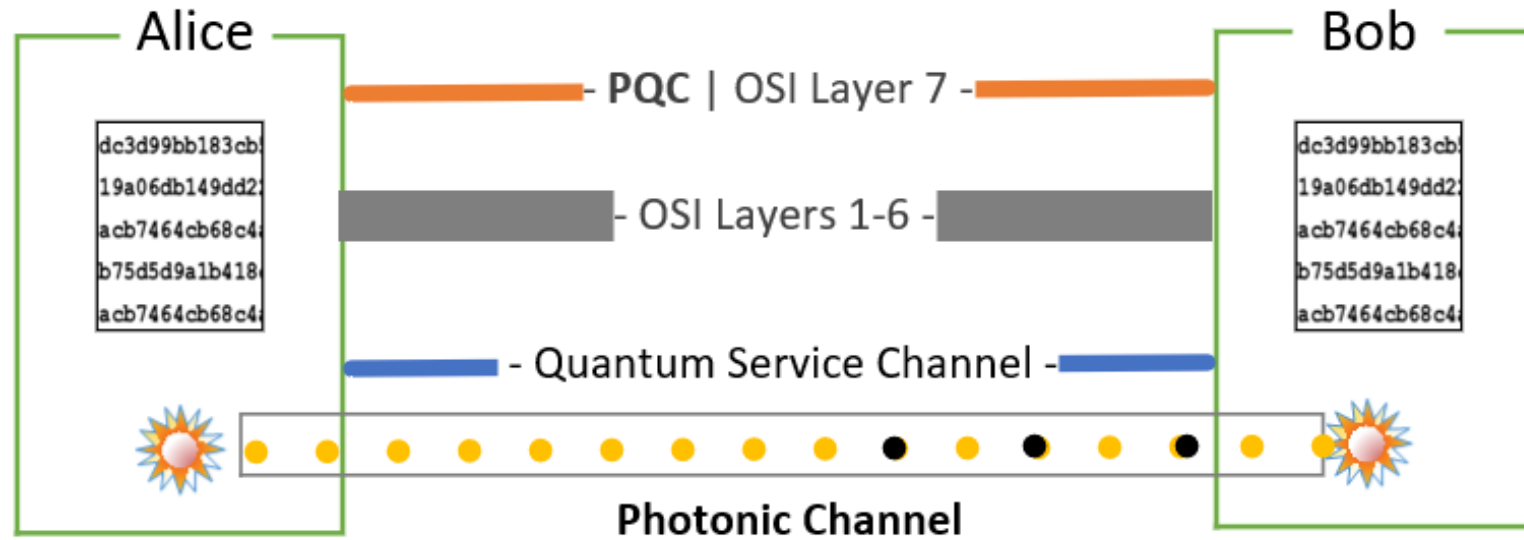 Alice
Bob
- PQC | OSI Layer 7 -
dc3d99bb183cb
19a06db149dd2
acb7464cb68c4
b75d5d9a1b418
acb7464cb68c4
dc3d99bb183cb
19a06db149dd2
acb7464cb68c4
b75d5d9a1b418
acb7464cb68c4
- OSI Layers 1-6 -
- Quantum Service Channel -
Photonic Channel